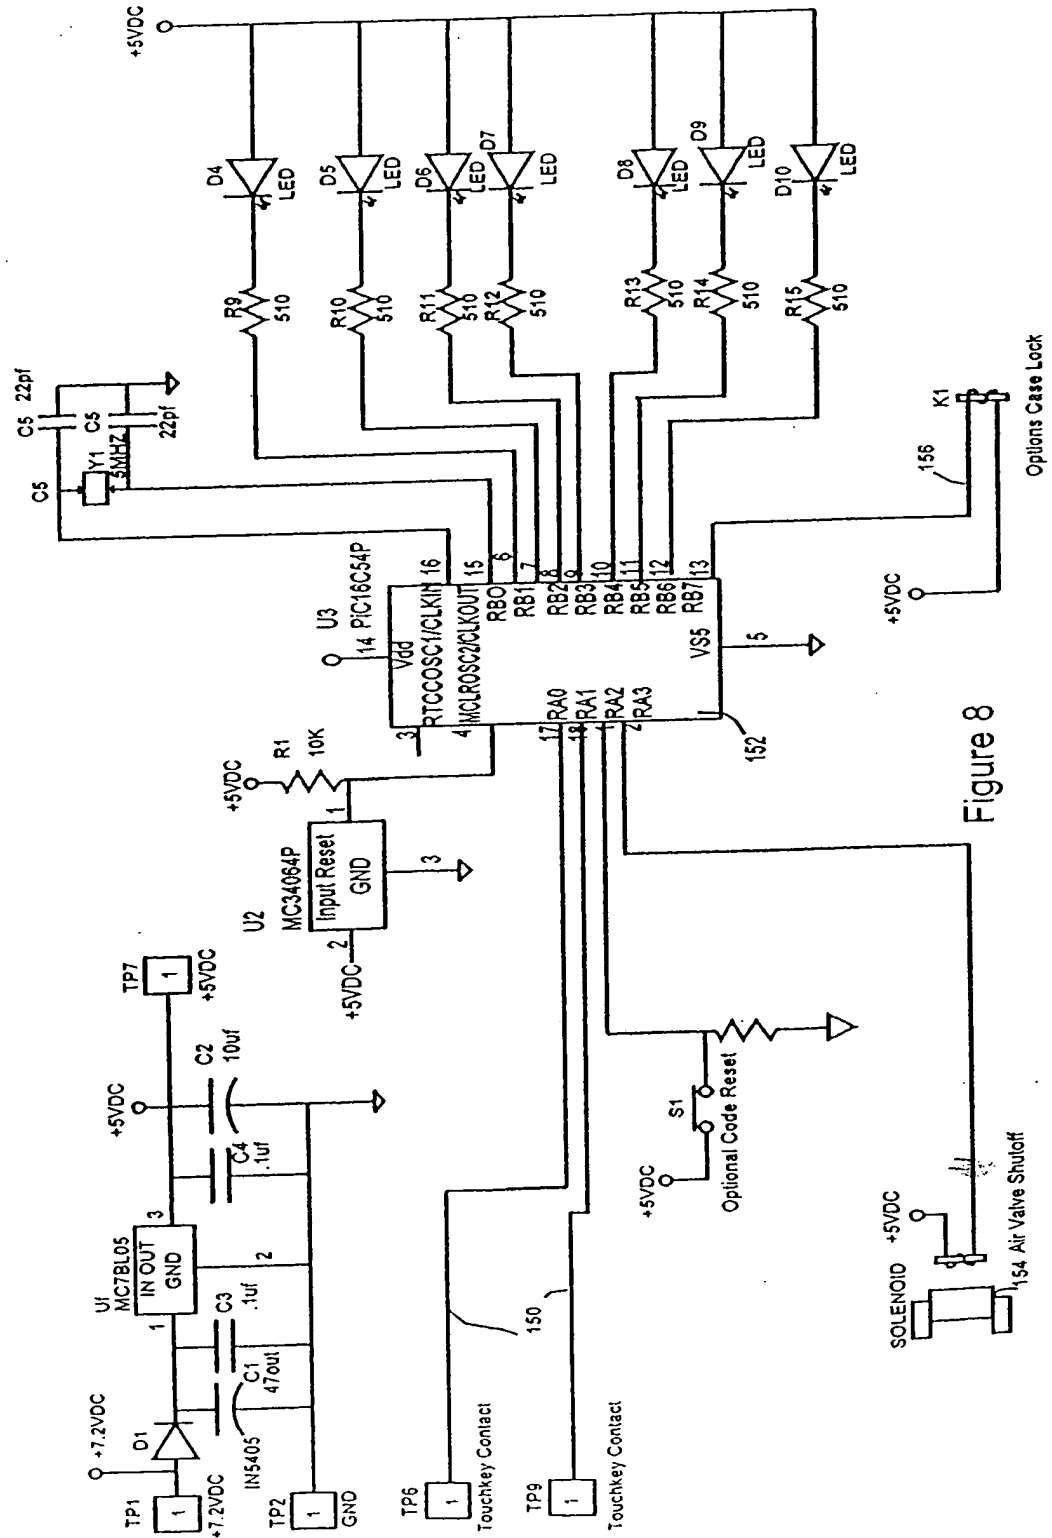 TP1
1
+7.2VDC
+7.2VDC
D1
IN5405
TP2
1
GND
C1
47out
C3
.1uf
MC7BL05
1
IN OUT
GND
3
2
C4
.1uf
+5VDC
C2
10uf
TP7
1
+5VDC
U2
MC34064P
Input Reset
GND
1
2
3
+5VDC
+5VDC
R1
10K
TP6
1
Touchkey Contact
TP9
1
Touchkey Contact
150
+5VDC
S1
Optional Code Reset
SOLENOID
+5VDC
154 Air Valve Shutoff
U3
PiC16C54P
14
Vdd
3
RTCCOSC1/CLKIN
16
4
MCLROSC2/CLKOUT
15
RB0
6
RB1
7
RB2
8
RB3
9
RB4
10
RB5
11
RB6
12
RB7
13
17
RA0
18
RA1
1
RA2
2
RA3
VS5
5
152
C5
22pf
C5
22pf
C5
Y1
5MHZ
+5VDC
D4
LED
D5
LED
D6
LED
D7
LED
D8
LED
D9
LED
D10
LED
R9
510
R10
510
R11
510
R12
510
R13
510
R14
510
R15
510
156
K1
+5VDC
Options Case Lock
Figure 8